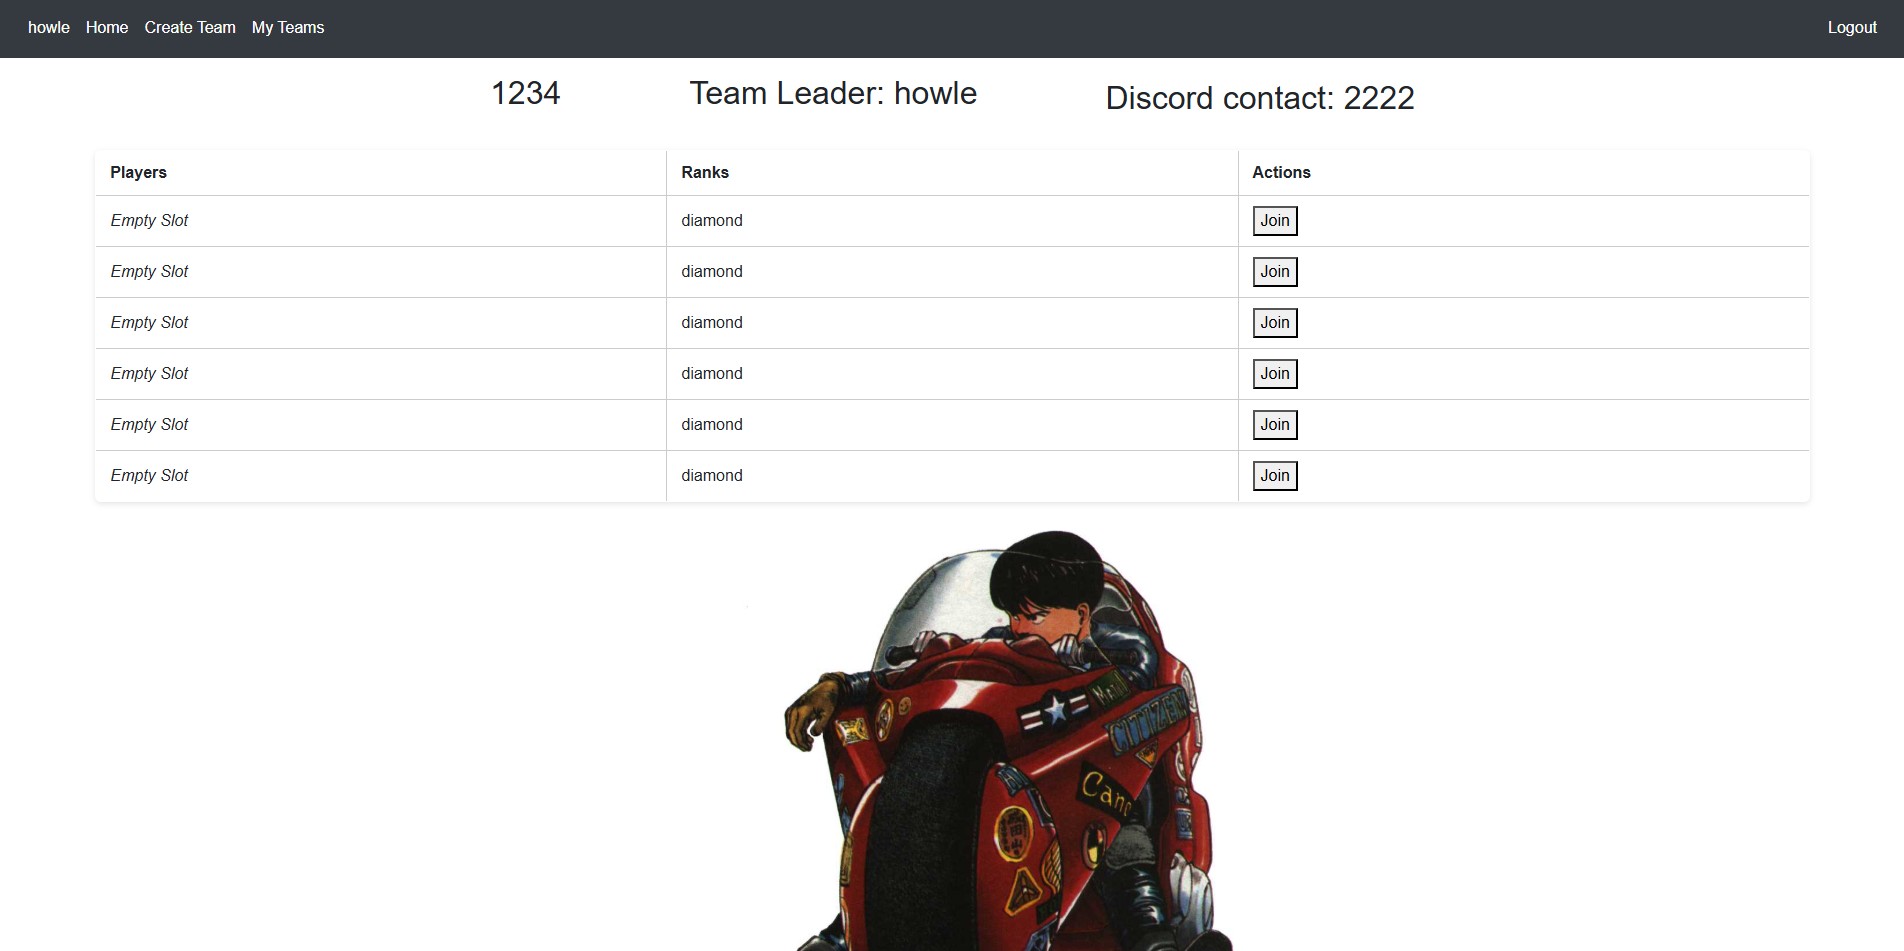 howle Home Create Team My Teams Logout
1234 Team Leader: howle Discord contact: 2222
Players Ranks Actions
Empty Slot diamond Join
Empty Slot diamond Join
Empty Slot diamond Join
Empty Slot diamond Join
Empty Slot diamond Join
Empty Slot diamond Join
CITIZEN